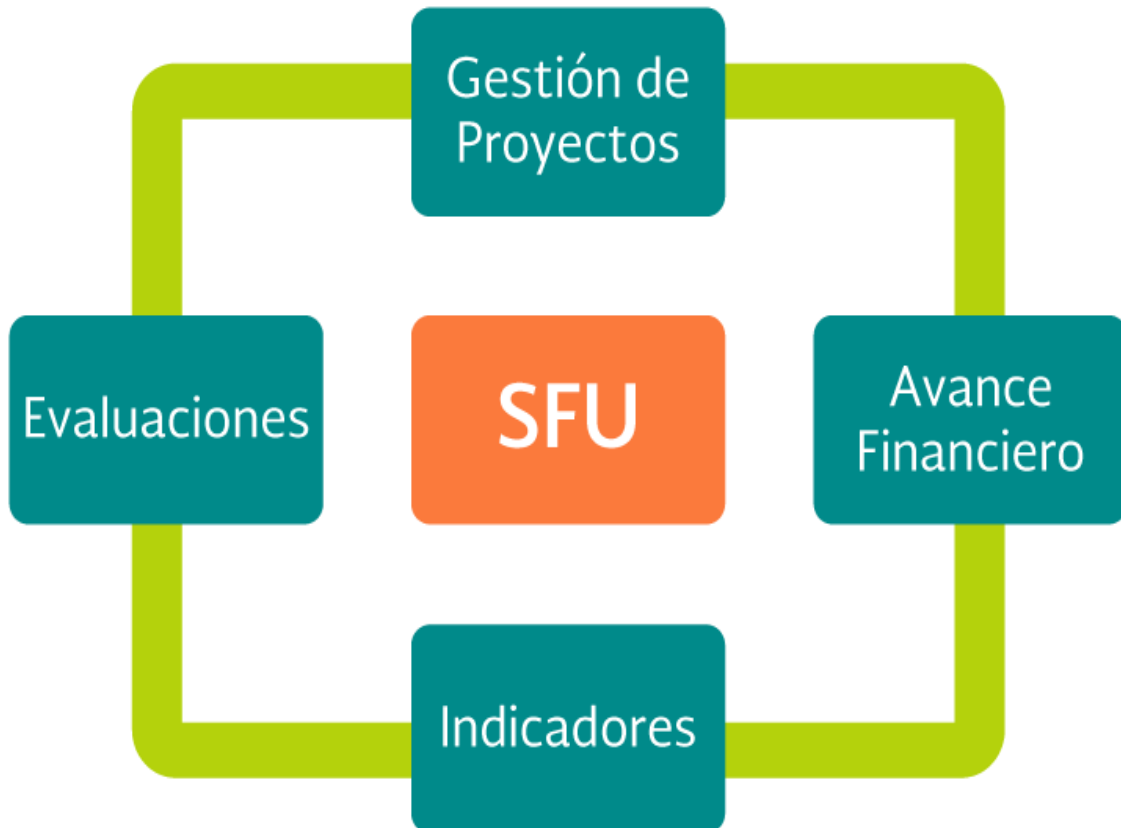 Gestión de
Proyectos
Evaluaciones
SFU
Avance
Financiero
Indicadores